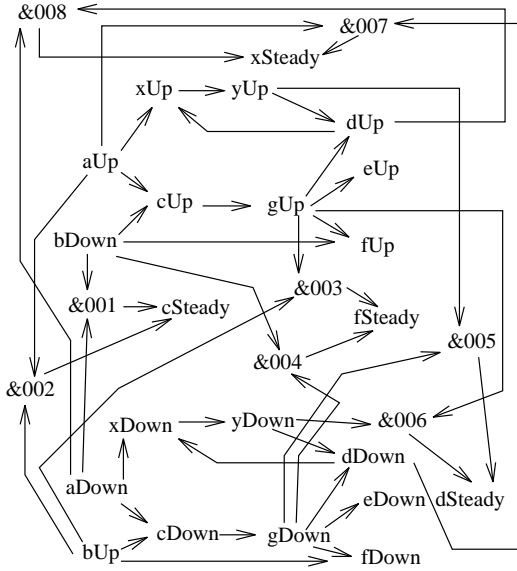 &008
&007
xSteady
xUp
yUp
dUp
aUp
eUp
cUp
gUp
bDown
fUp
&003
&001
cSteady
fSteady
&005
&004
&002
xDown
yDown
&006
dDown
aDown
eDown
dSteady
cDown
gDown
bUp
fDown